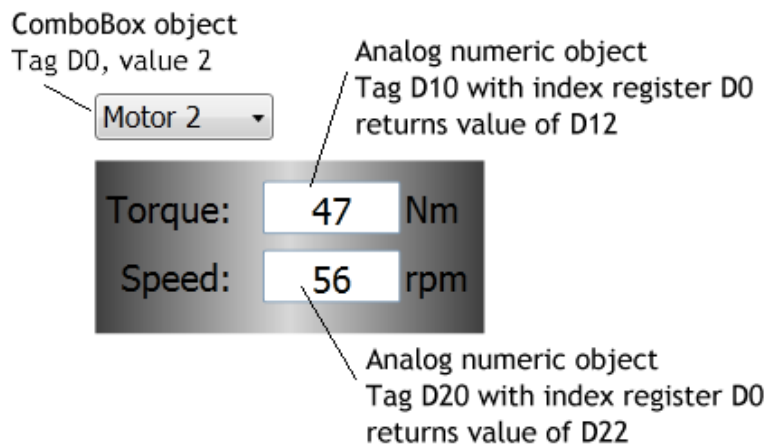 ComboBox object
Tag D0, value 2
Analog numeric object
Tag D10 with index register D0
returns value of D12
Motor 2
Torque: 47 Nm
Speed: 56 rpm
Analog numeric object
Tag D20 with index register D0
returns value of D22